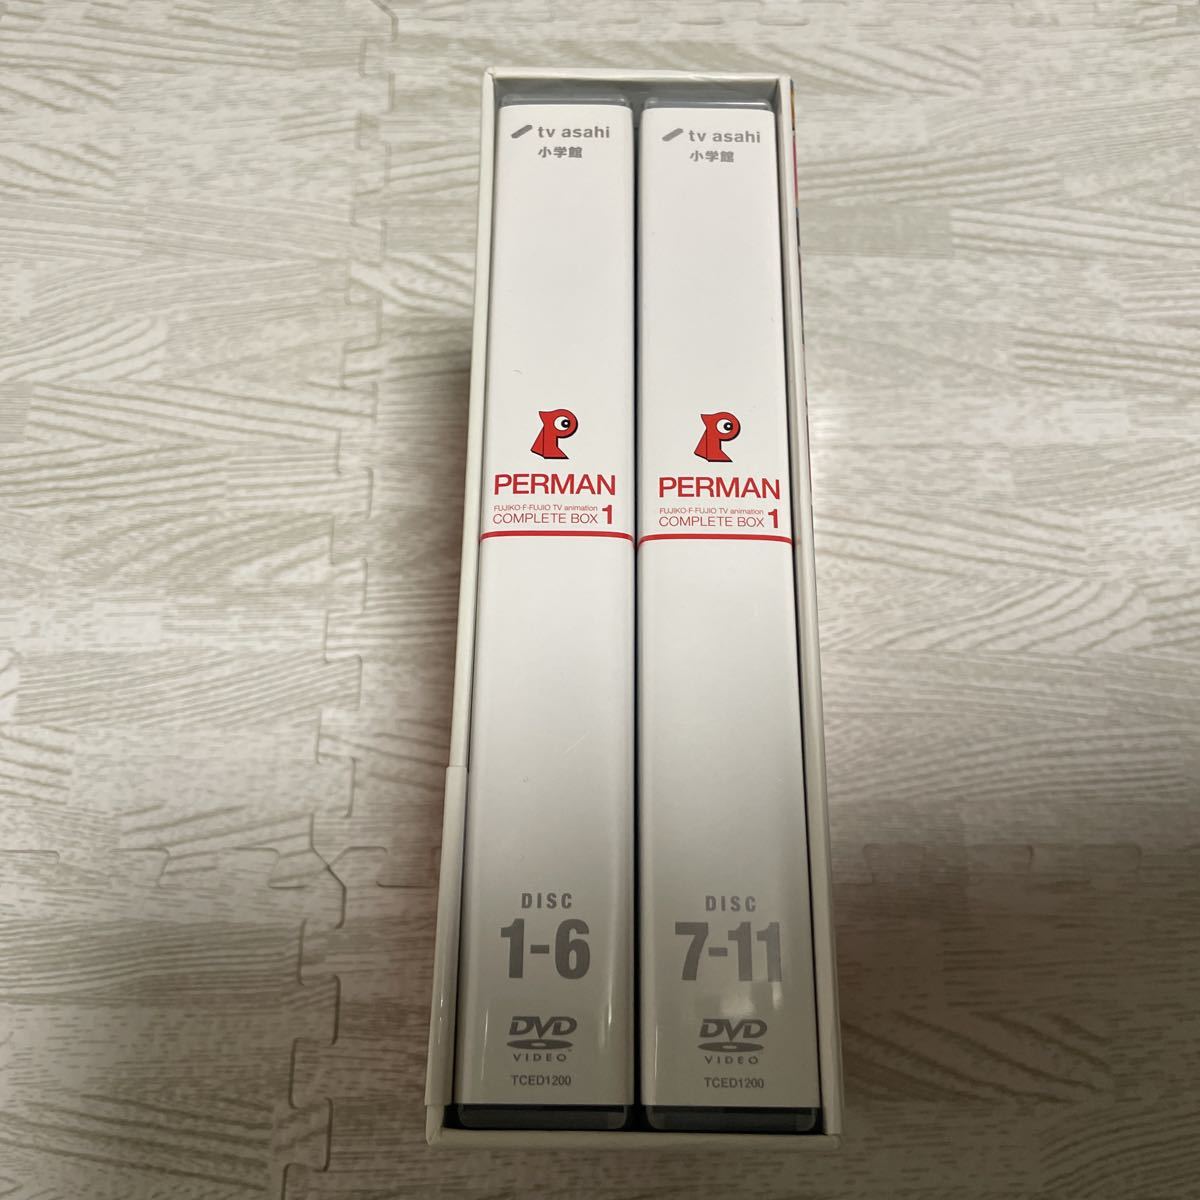 tv asahi
小学館
PERMAN
FUJIKO·F·FUJIO TV animation
COMPLETE BOX 1
DISC
1-6
DVD
VIDEO
TCED1200
tv asahi
小学館
PERMAN
FUJIKO·F·FUJIO TV animation
COMPLETE BOX 1
DISC
7-11
DVD
VIDEO
TCED1200